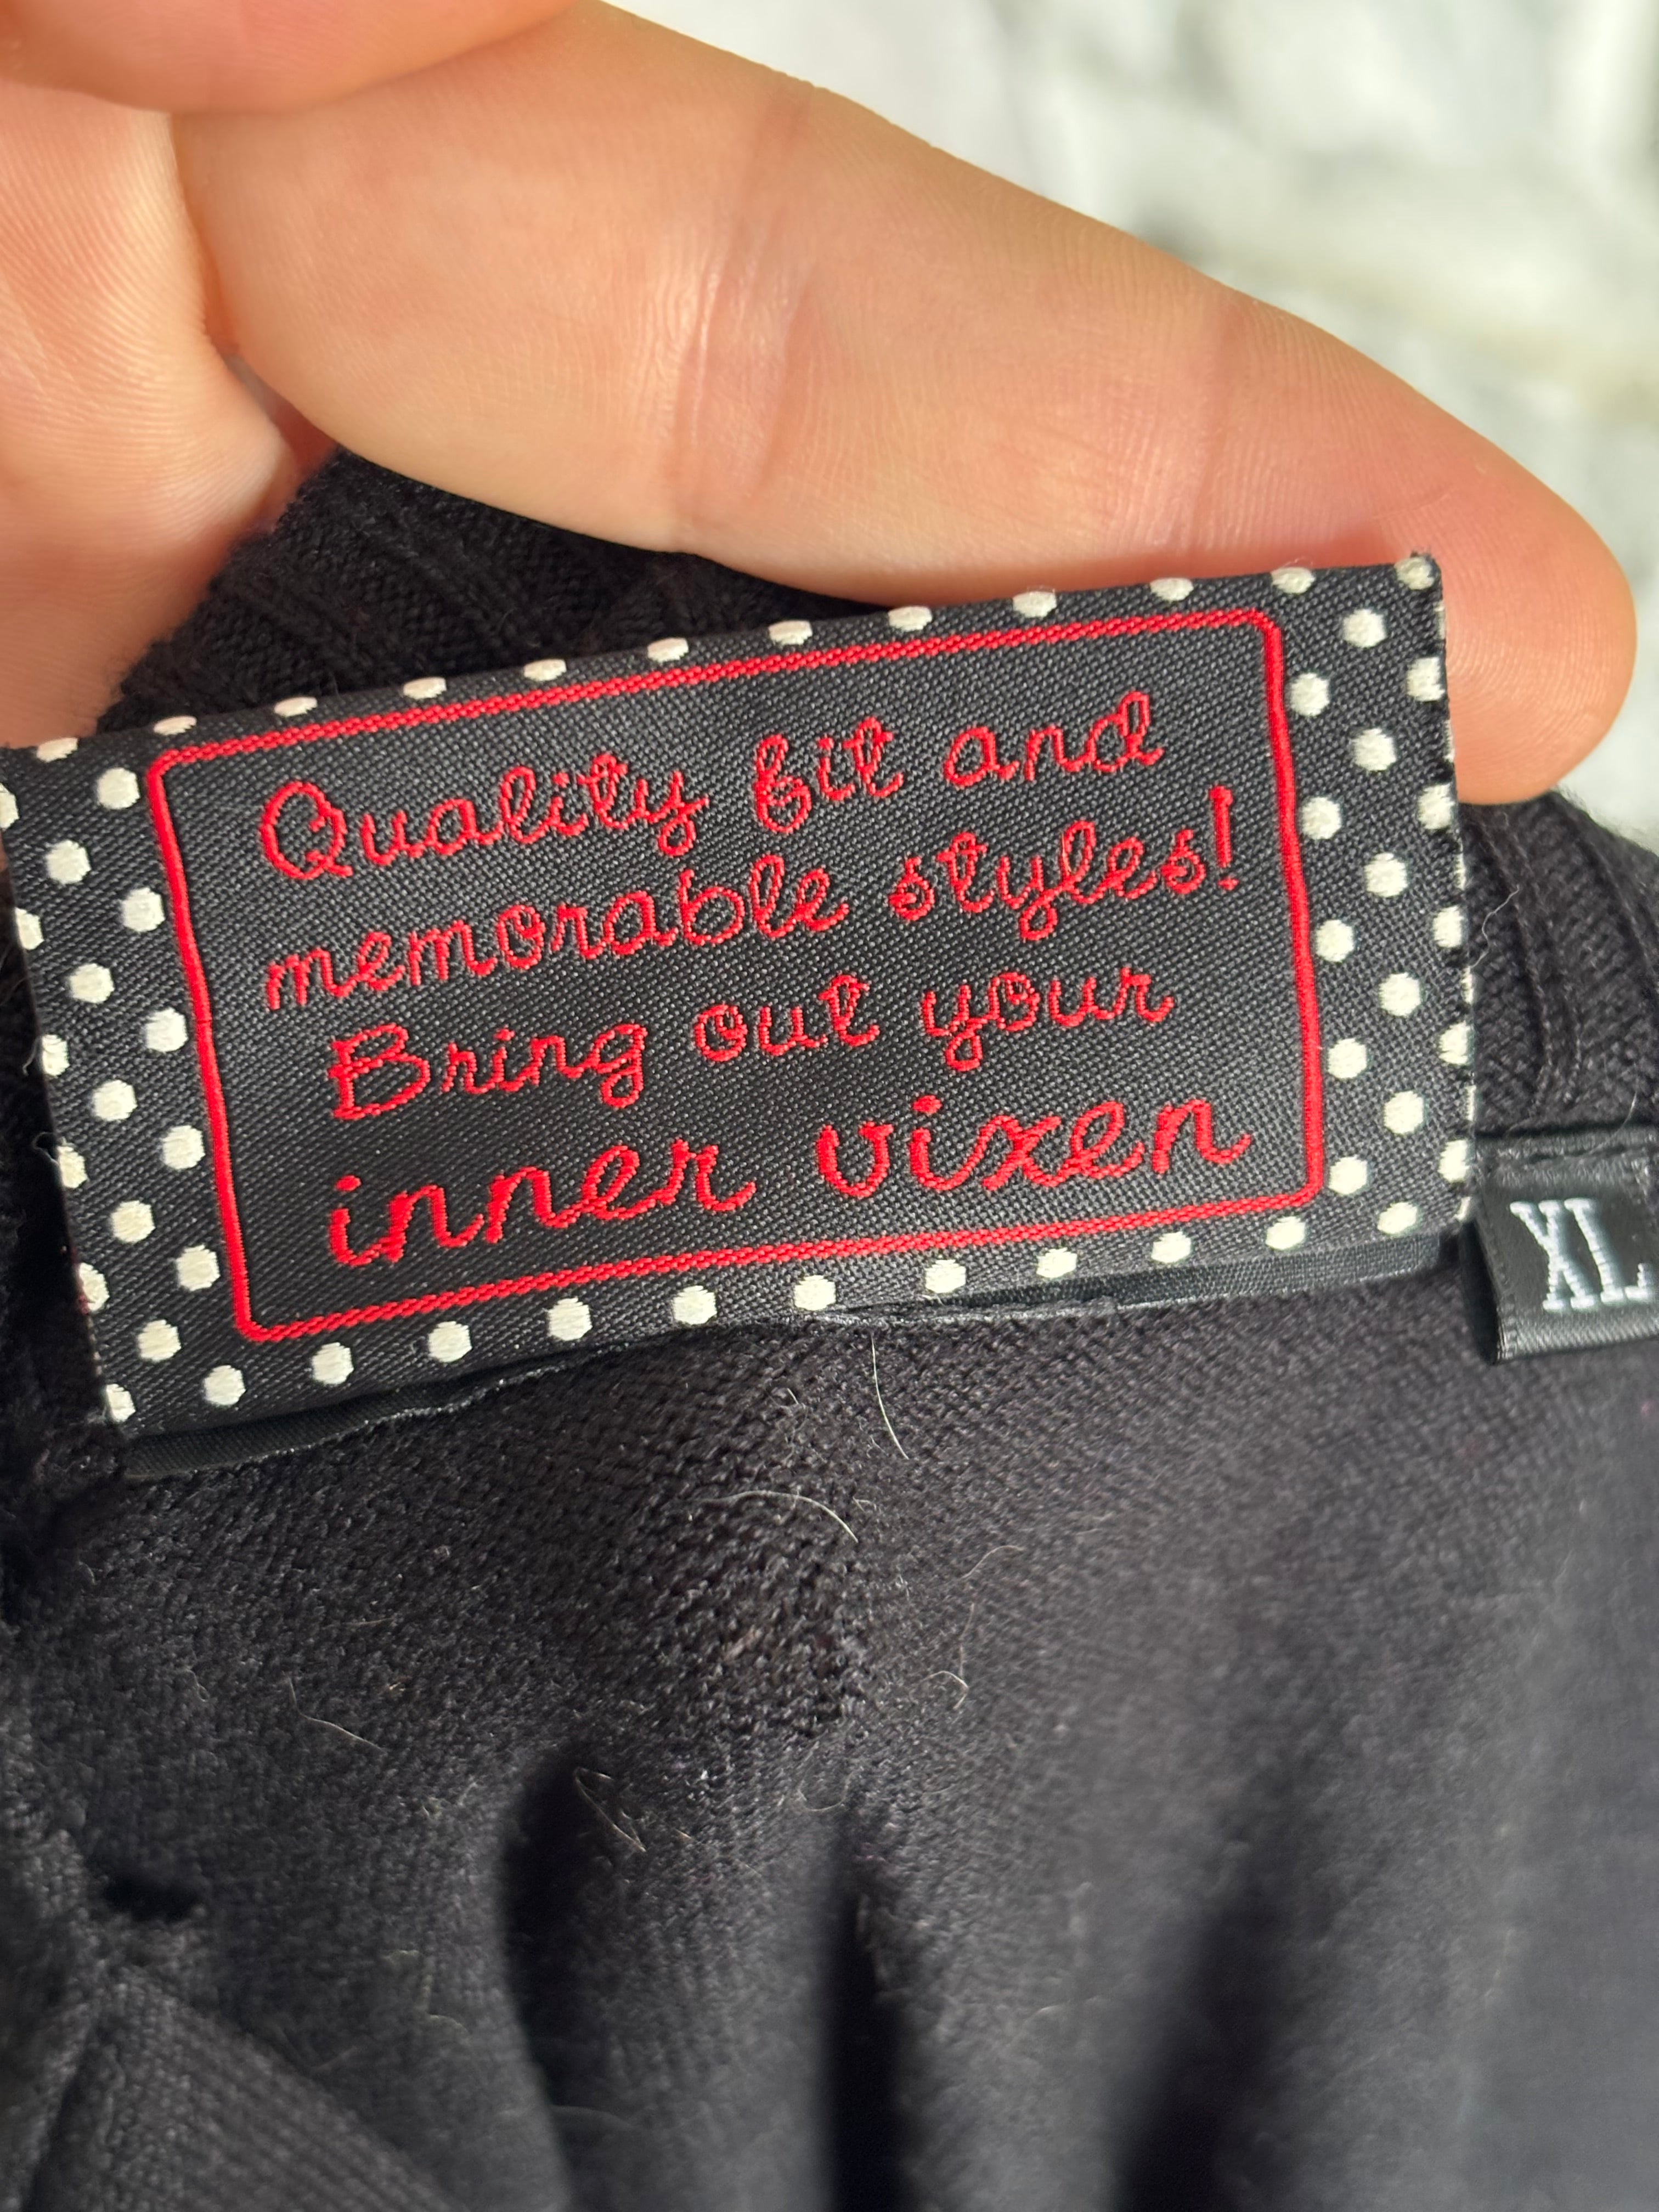 Quality fit and
memorable styles!
Bring out your
inner vixen
XL